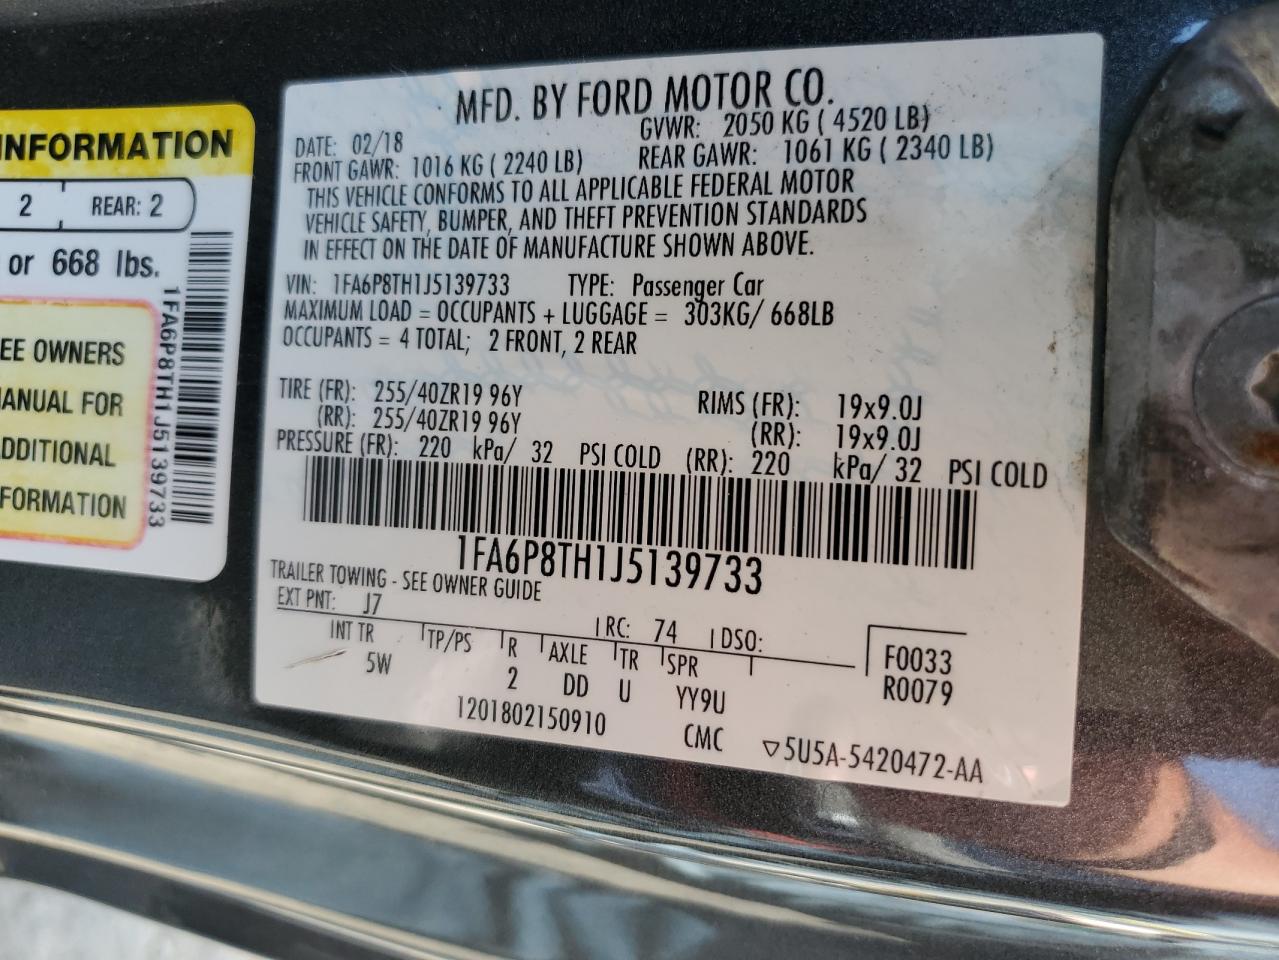 INFORMATION
2
REAR: 2
or 668 lbs.
EE OWNERS
ANUAL FOR
ADDITIONAL
FORMATION
1FA6P8TH1J5139733
MFD. BY FORD MOTOR CO.
DATE: 02/18
GVWR: 2050 KG ( 4520 LB)
FRONT GAWR: 1016 KG ( 2240 LB)
REAR GAWR: 1061 KG ( 2340 LB)
THIS VEHICLE CONFORMS TO ALL APPLICABLE FEDERAL MOTOR
VEHICLE SAFETY, BUMPER, AND THEFT PREVENTION STANDARDS
IN EFFECT ON THE DATE OF MANUFACTURE SHOWN ABOVE.
VIN: 1FA6P8TH1J5139733 TYPE: Passenger Car
MAXIMUM LOAD = OCCUPANTS + LUGGAGE = 303KG/ 668LB
OCCUPANTS = 4 TOTAL; 2 FRONT, 2 REAR
TIRE (FR): 255/40ZR19 96Y RIMS (FR): 19x9.0J
(RR): 255/40ZR19 96Y (RR): 19x9.0J
PRESSURE (FR): 220 kPa/ 32 PSI COLD (RR): 220 kPa/ 32 PSI COLD
1FA6P8TH1J5139733
TRAILER TOWING - SEE OWNER GUIDE
EXT PNT: J7 RC: 74 DSO:
INT TR TP/PS R AXLE TR SPR F0033
5W 2 DD U YY9U R0079
1201802150910 CMC ▽5U5A-5420472-AA